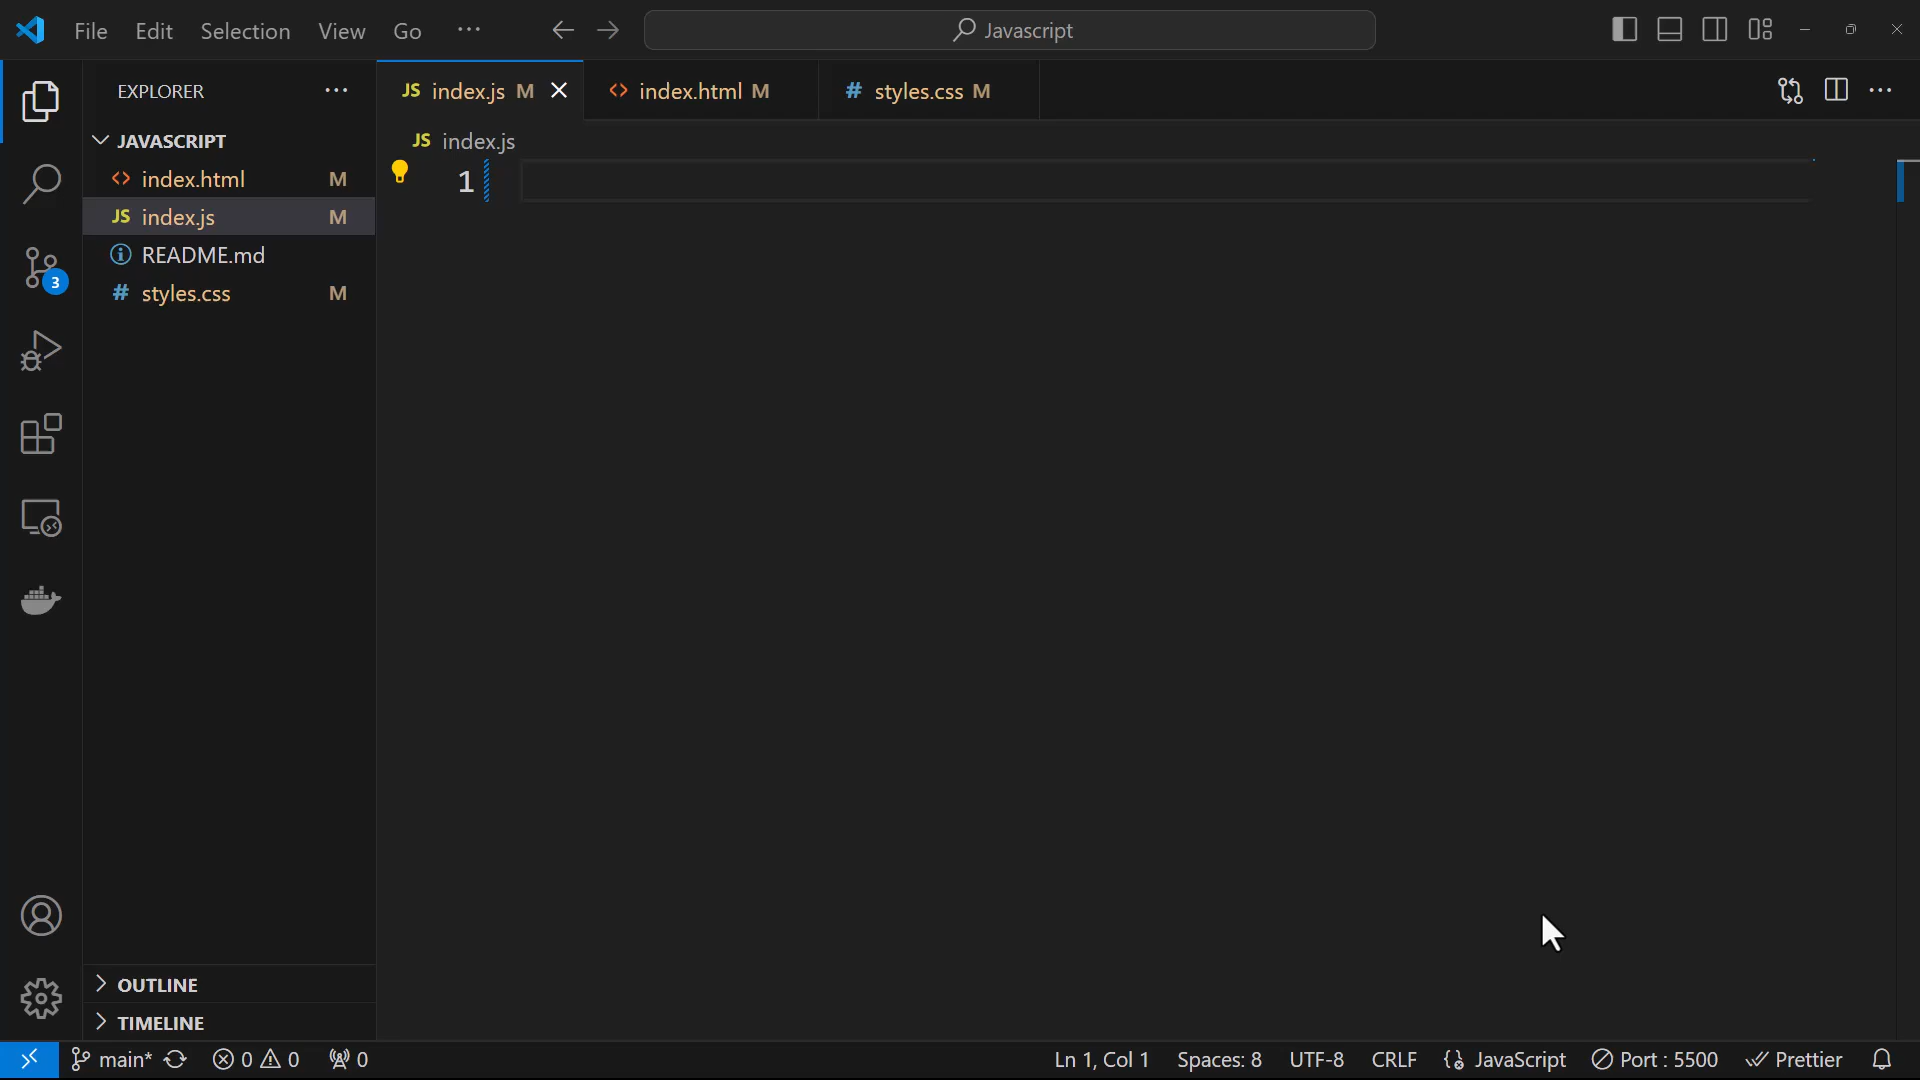 File Edit Selection View Go ··· Javascript
EXPLORER ···
JS index.js M
<> index.html M
# styles.css M
JAVASCRIPT
<> index.html M
JS index.js M
README.md
# styles.css M
JS index.js
1
3
OUTLINE
TIMELINE
main* 0 0 0 Ln 1, Col 1 Spaces: 8 UTF-8 CRLF {} JavaScript Port : 5500 Prettier